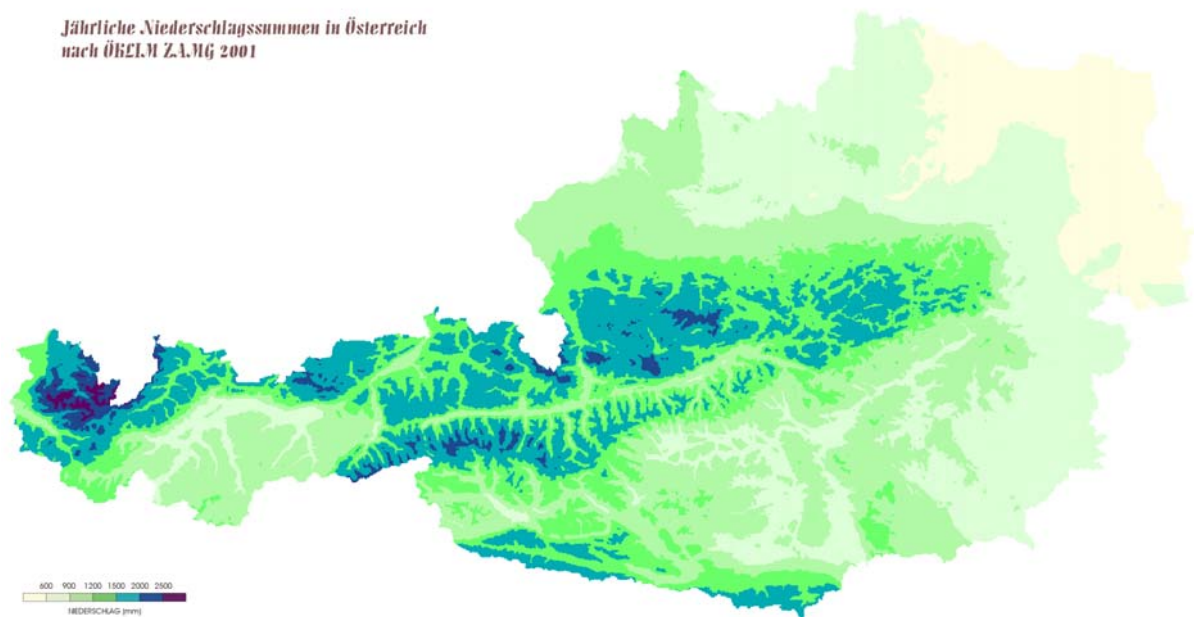 Jährliche Niederschlagssummen in Österreich
nach ÖKLIM ZAMG 2001
600 900 1200 1500 2000 2500
NIEDERSCHLAG (mm)